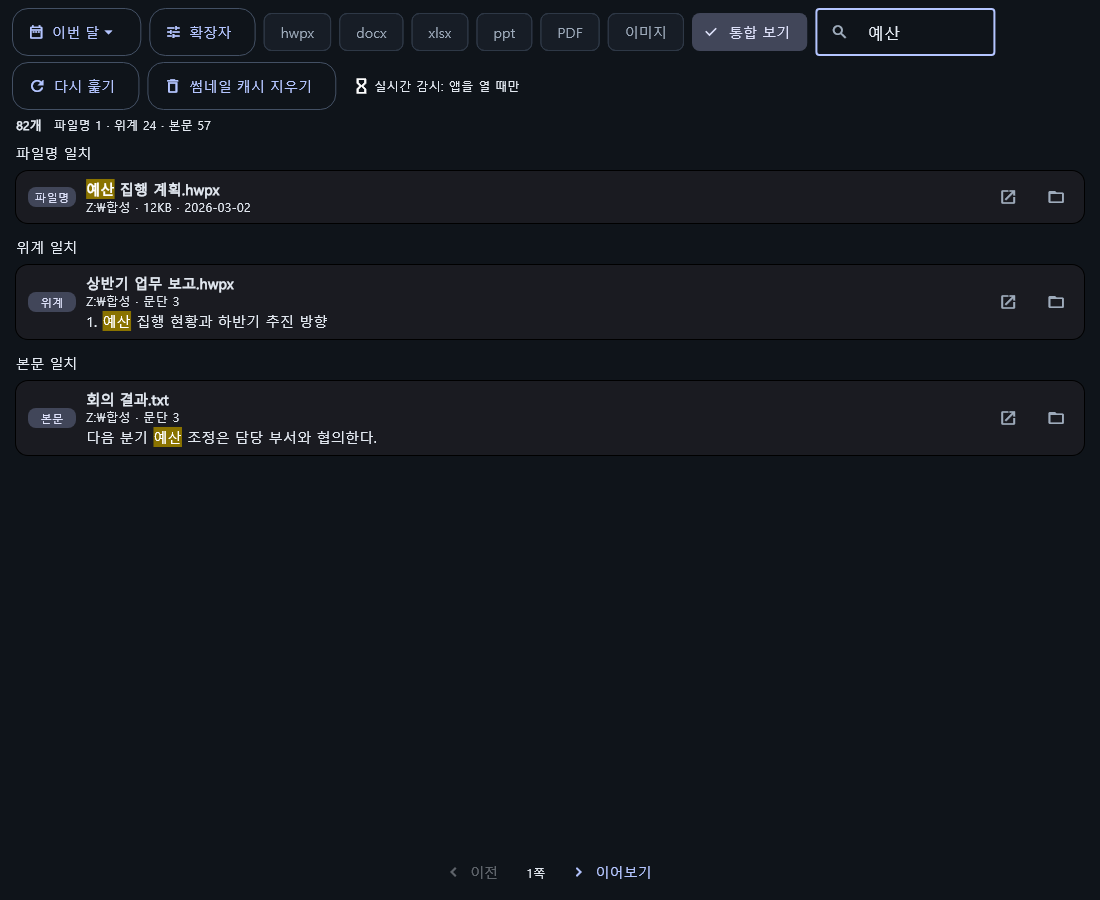 이번 달 확장자 hwpx docx xlsx ppt PDF 이미지 통합 보기 예산
다시 훑기 썸네일 캐시 지우기 실시간 감시: 앱을 열 때만
82개 파일명 1 · 위계 24 · 본문 57
파일명 일치
파일명 예산 집행 계획.hwpx
Z:₩합성 · 12KB · 2026-03-02
위계 일치
상반기 업무 보고.hwpx
위계 Z:₩합성 · 문단 3
1. 예산 집행 현황과 하반기 추진 방향
본문 일치
회의 결과.txt
본문 Z:₩합성 · 문단 3
다음 분기 예산 조정은 담당 부서와 협의한다.
이전 1쪽 이어보기